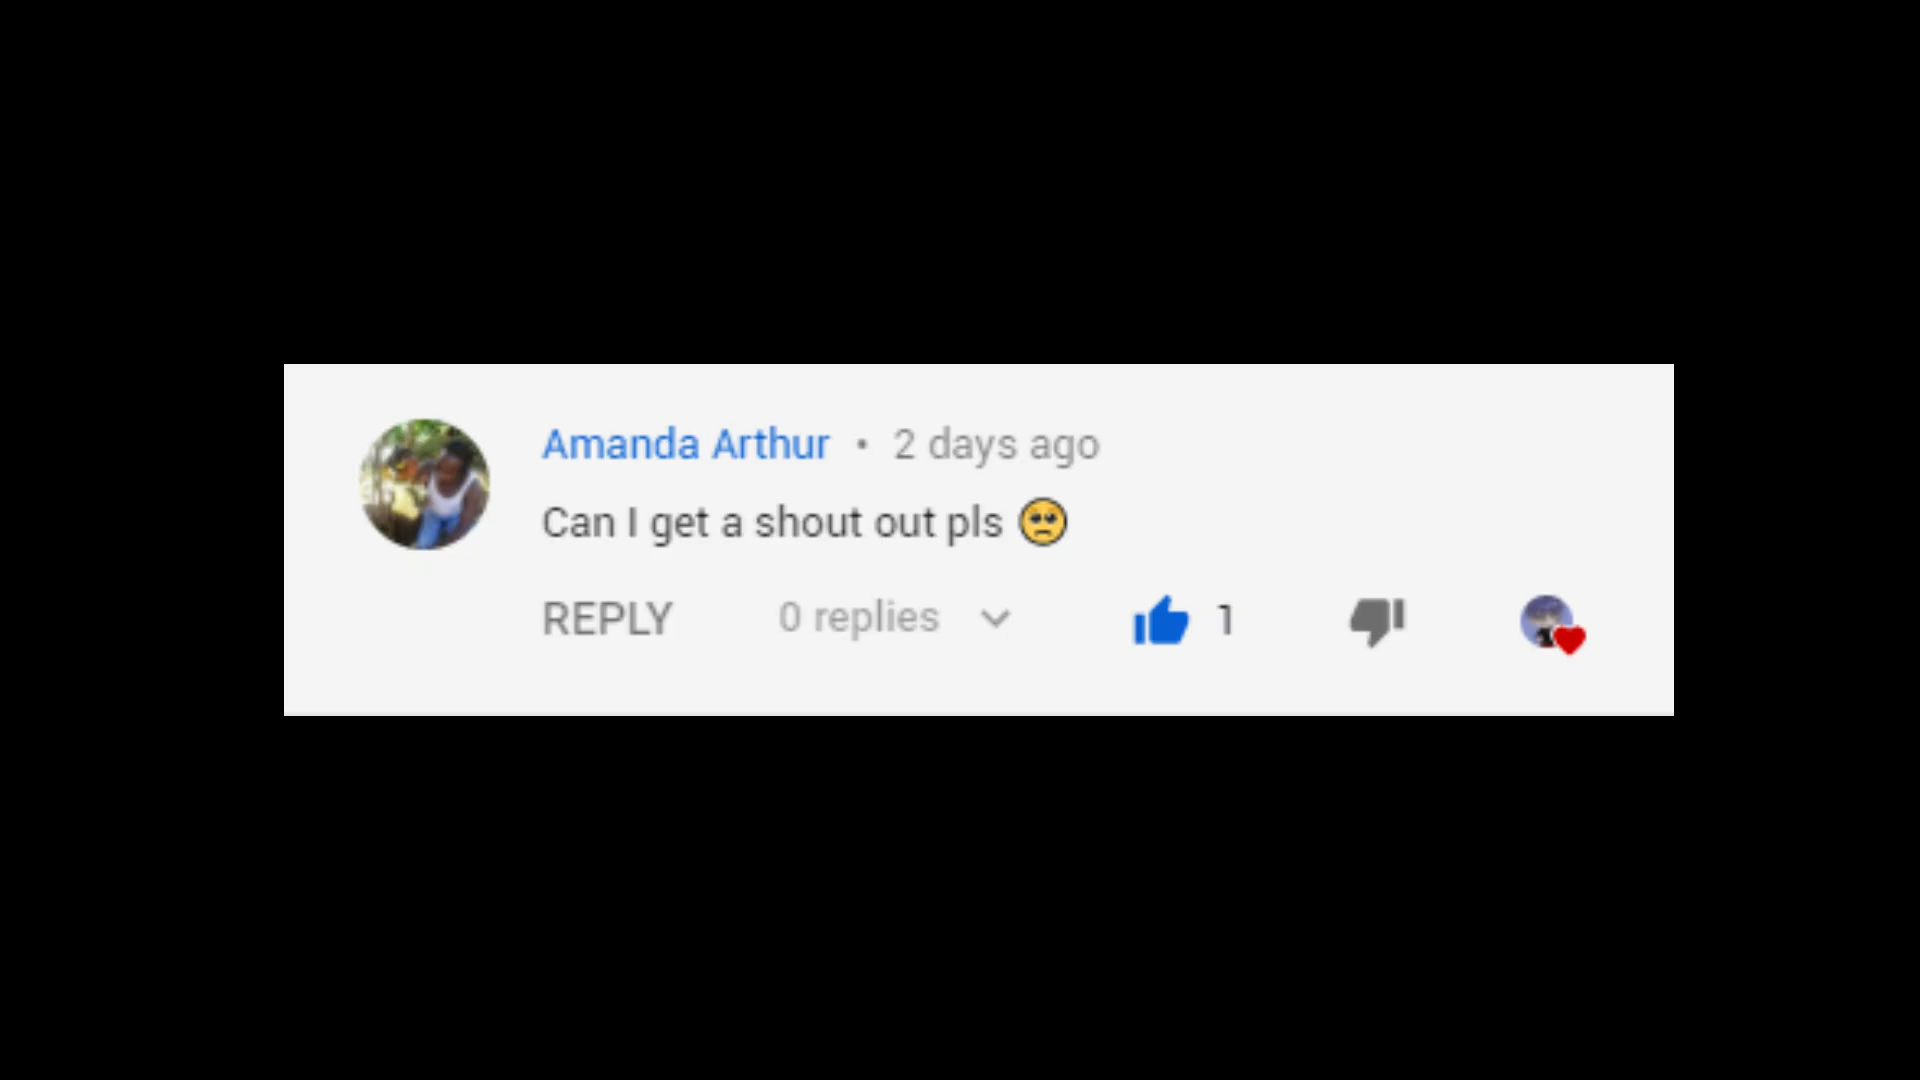 Amanda Arthur • 2 days ago
Can I get a shout out pls 🥺
REPLY 0 replies 1